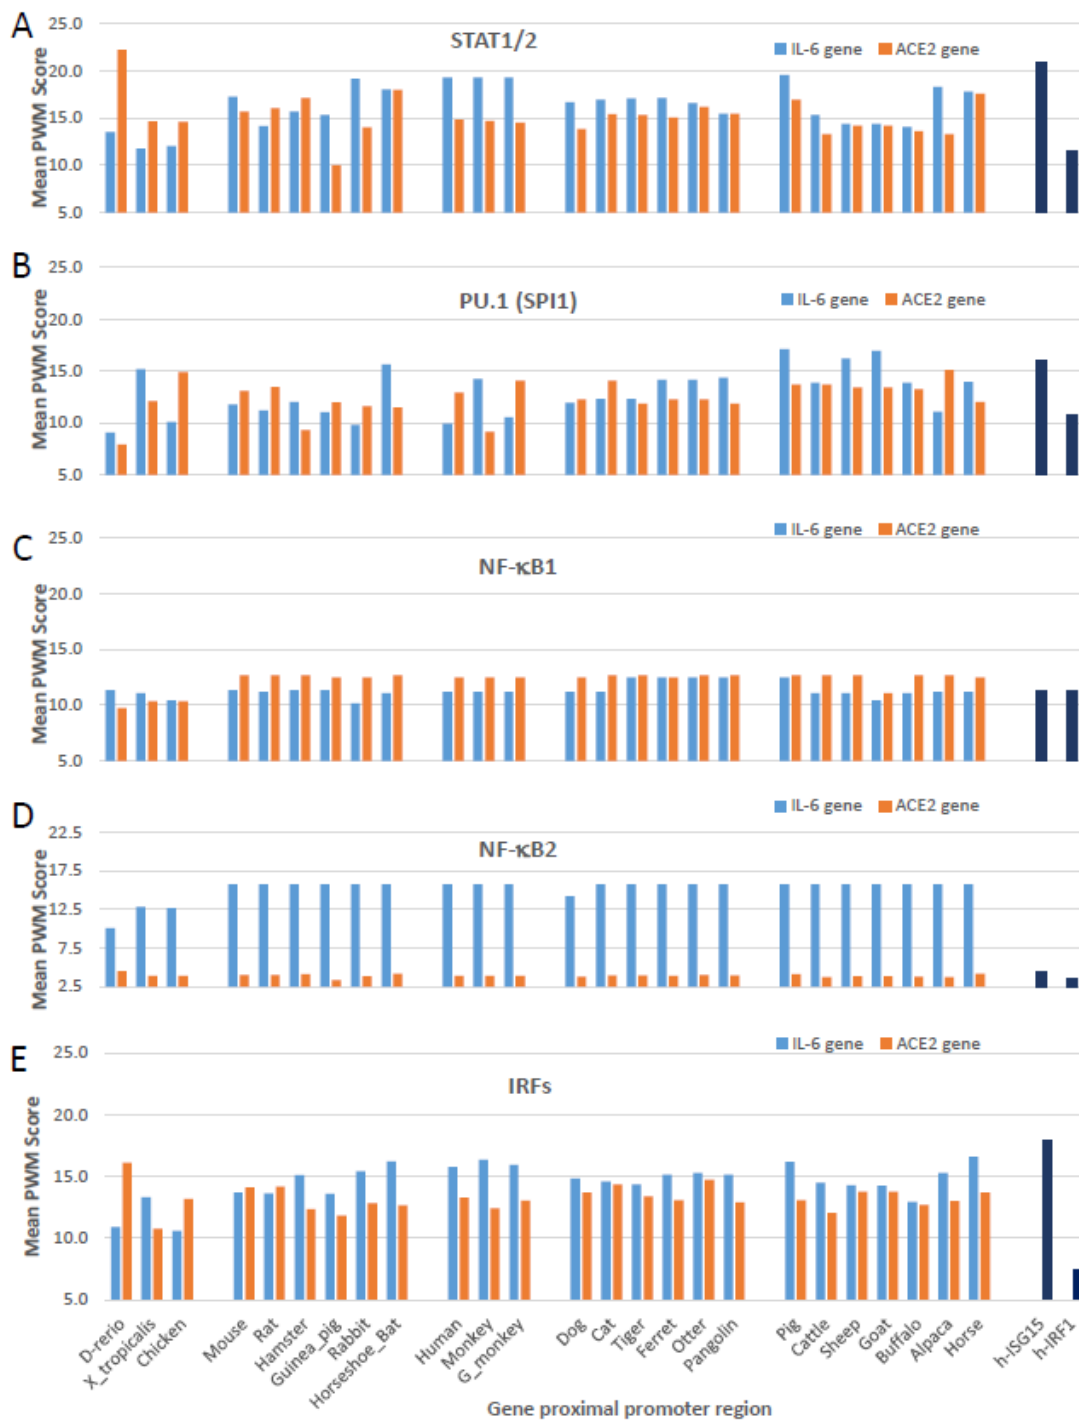 A
25.0
STAT1/2
IL-6 gene ACE2 gene
20.0
15.0
10.0
5.0
Mean PWM Score
B
25.0
PU.1 (SPI1)
IL-6 gene ACE2 gene
20.0
15.0
10.0
5.0
Mean PWM Score
IL-6 gene ACE2 gene
C
25.0
NF-κB1
20.0
15.0
10.0
5.0
Mean PWM Score
D
IL-6 gene ACE2 gene
22.5
NF-κB2
17.5
12.5
7.5
2.5
Mean PWM Score
E
IL-6 gene ACE2 gene
25.0
IRFs
20.0
15.0
10.0
5.0
Mean PWM Score
D-rerio
X_tropicalis
Chicken
Mouse
Rat
Hamster
Guinea_pig
Rabbit
Horseshoe_Bat
Human
Monkey
G_monkey
Dog
Cat
Tiger
Ferret
Otter
Pangolin
Pig
Cattle
Sheep
Goat
Buffalo
Alpaca
Horse
h-ISG15
h-IRF1
Gene proximal promoter region